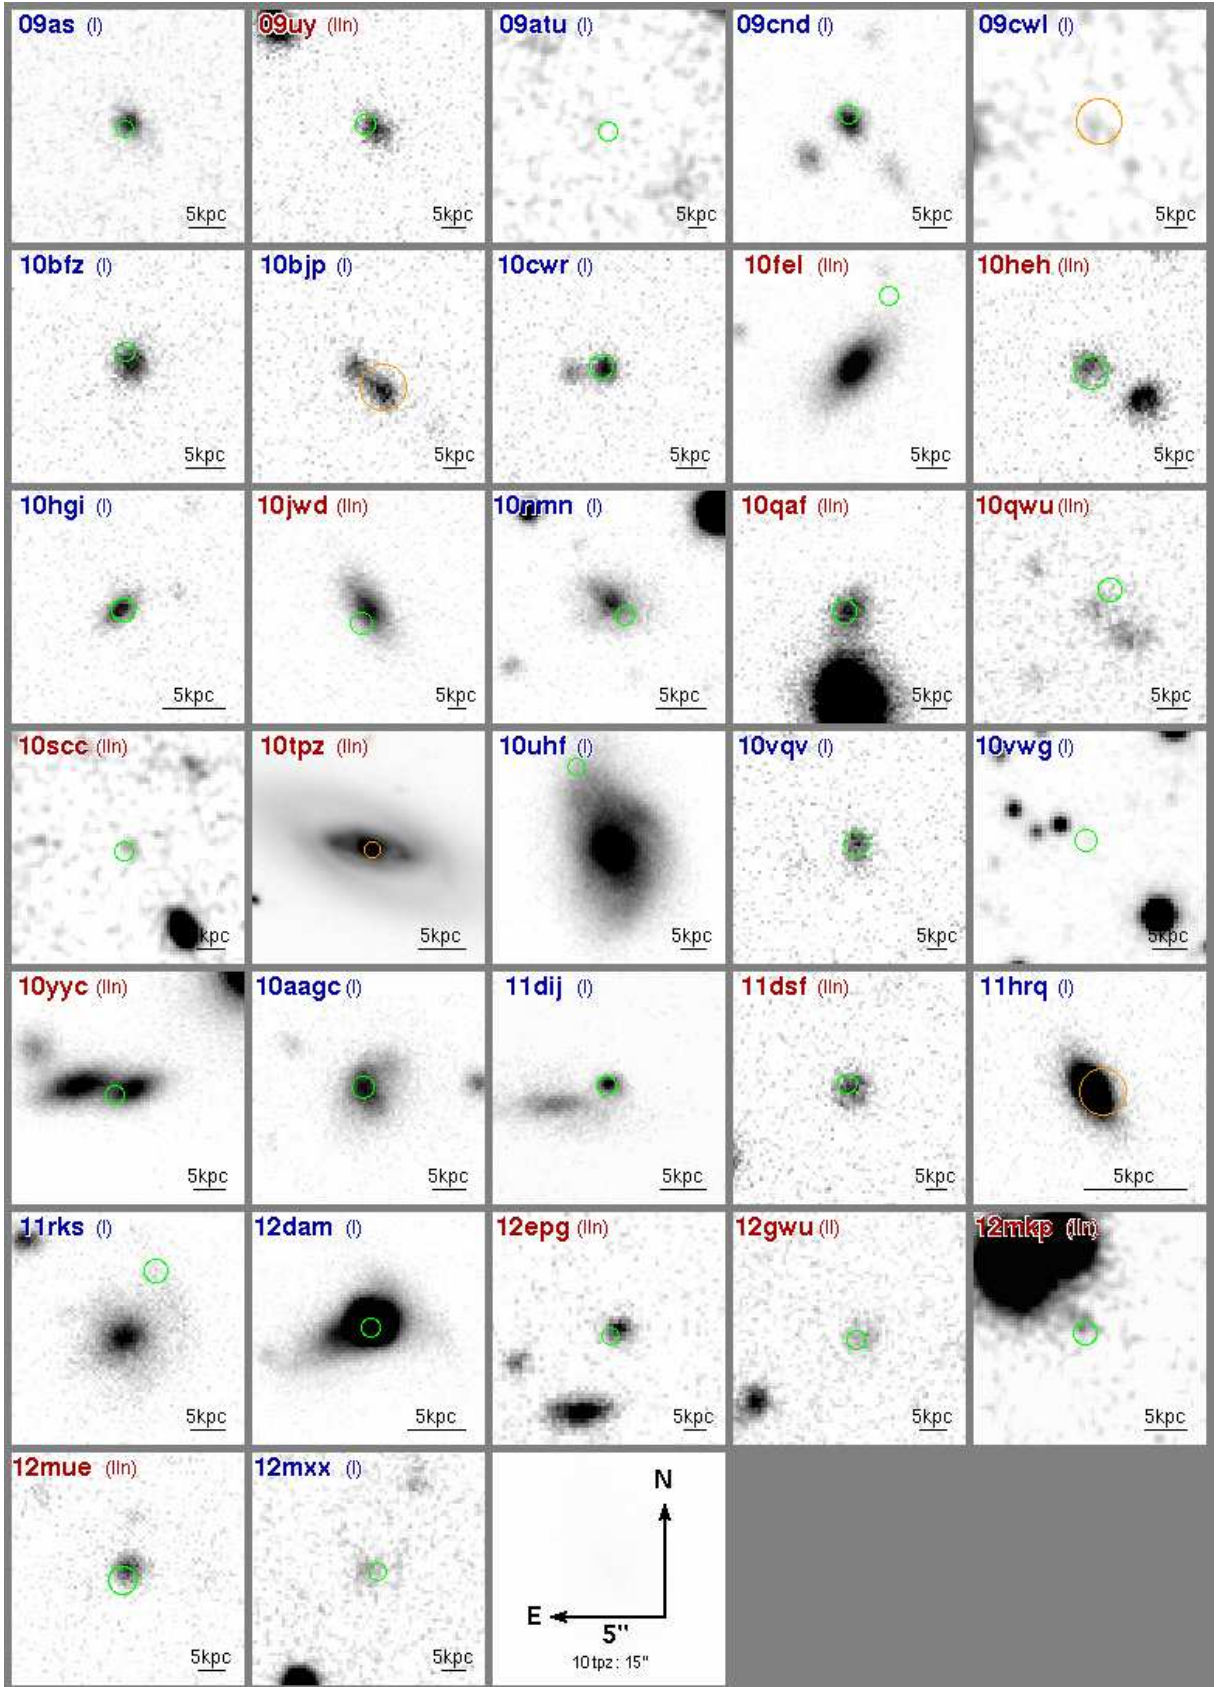 09as (I) 09uy (IIn) 09atu (I) 09cnd (I) 09cwl (I)
5kpc 5kpc 5kpc 5kpc 5kpc
10bfz (I) 10bjp (I) 10cwr (I) 10fel (IIn) 10heh (IIn)
5kpc 5kpc 5kpc 5kpc 5kpc
10hgi (I) 10jwd (IIn) 10nmn (I) 10qaf (IIn) 10qwu (IIn)
5kpc 5kpc 5kpc 5kpc 5kpc
10scc (IIn) 10tpz (IIn) 10uhf (I) 10vqv (I) 10vwg (I)
kpc 5kpc 5kpc 5kpc 5kpc
10yyc (IIn) 10aagc (I) 11dij (I) 11dsf (IIn) 11hrq (I)
5kpc 5kpc 5kpc 5kpc 5kpc
11rks (I) 12dam (I) 12epg (IIn) 12gwu (II) 12mkp (IIn)
5kpc 5kpc 5kpc 5kpc 5kpc
12mue (IIn) 12mxx (I)
N
E
5"
5kpc 5kpc 10tpz: 15"